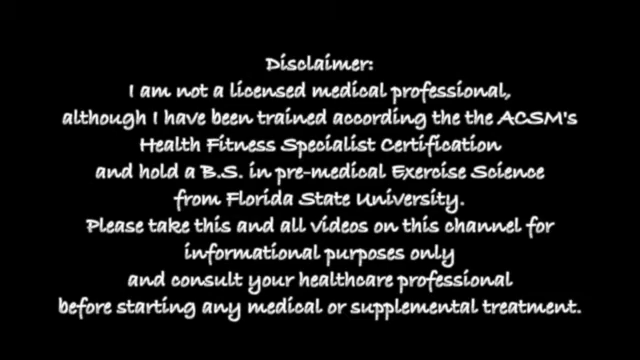 Disclaimer:
I am not a licensed medical professional,
although I have been trained according the the ACSM's
Health Fitness Specialist Certification
and hold a B.S. in pre-medical Exercise Science
from Florida State University.
Please take this and all videos on this channel for
informational purposes only
and consult your healthcare professional
before starting any medical or supplemental treatment.